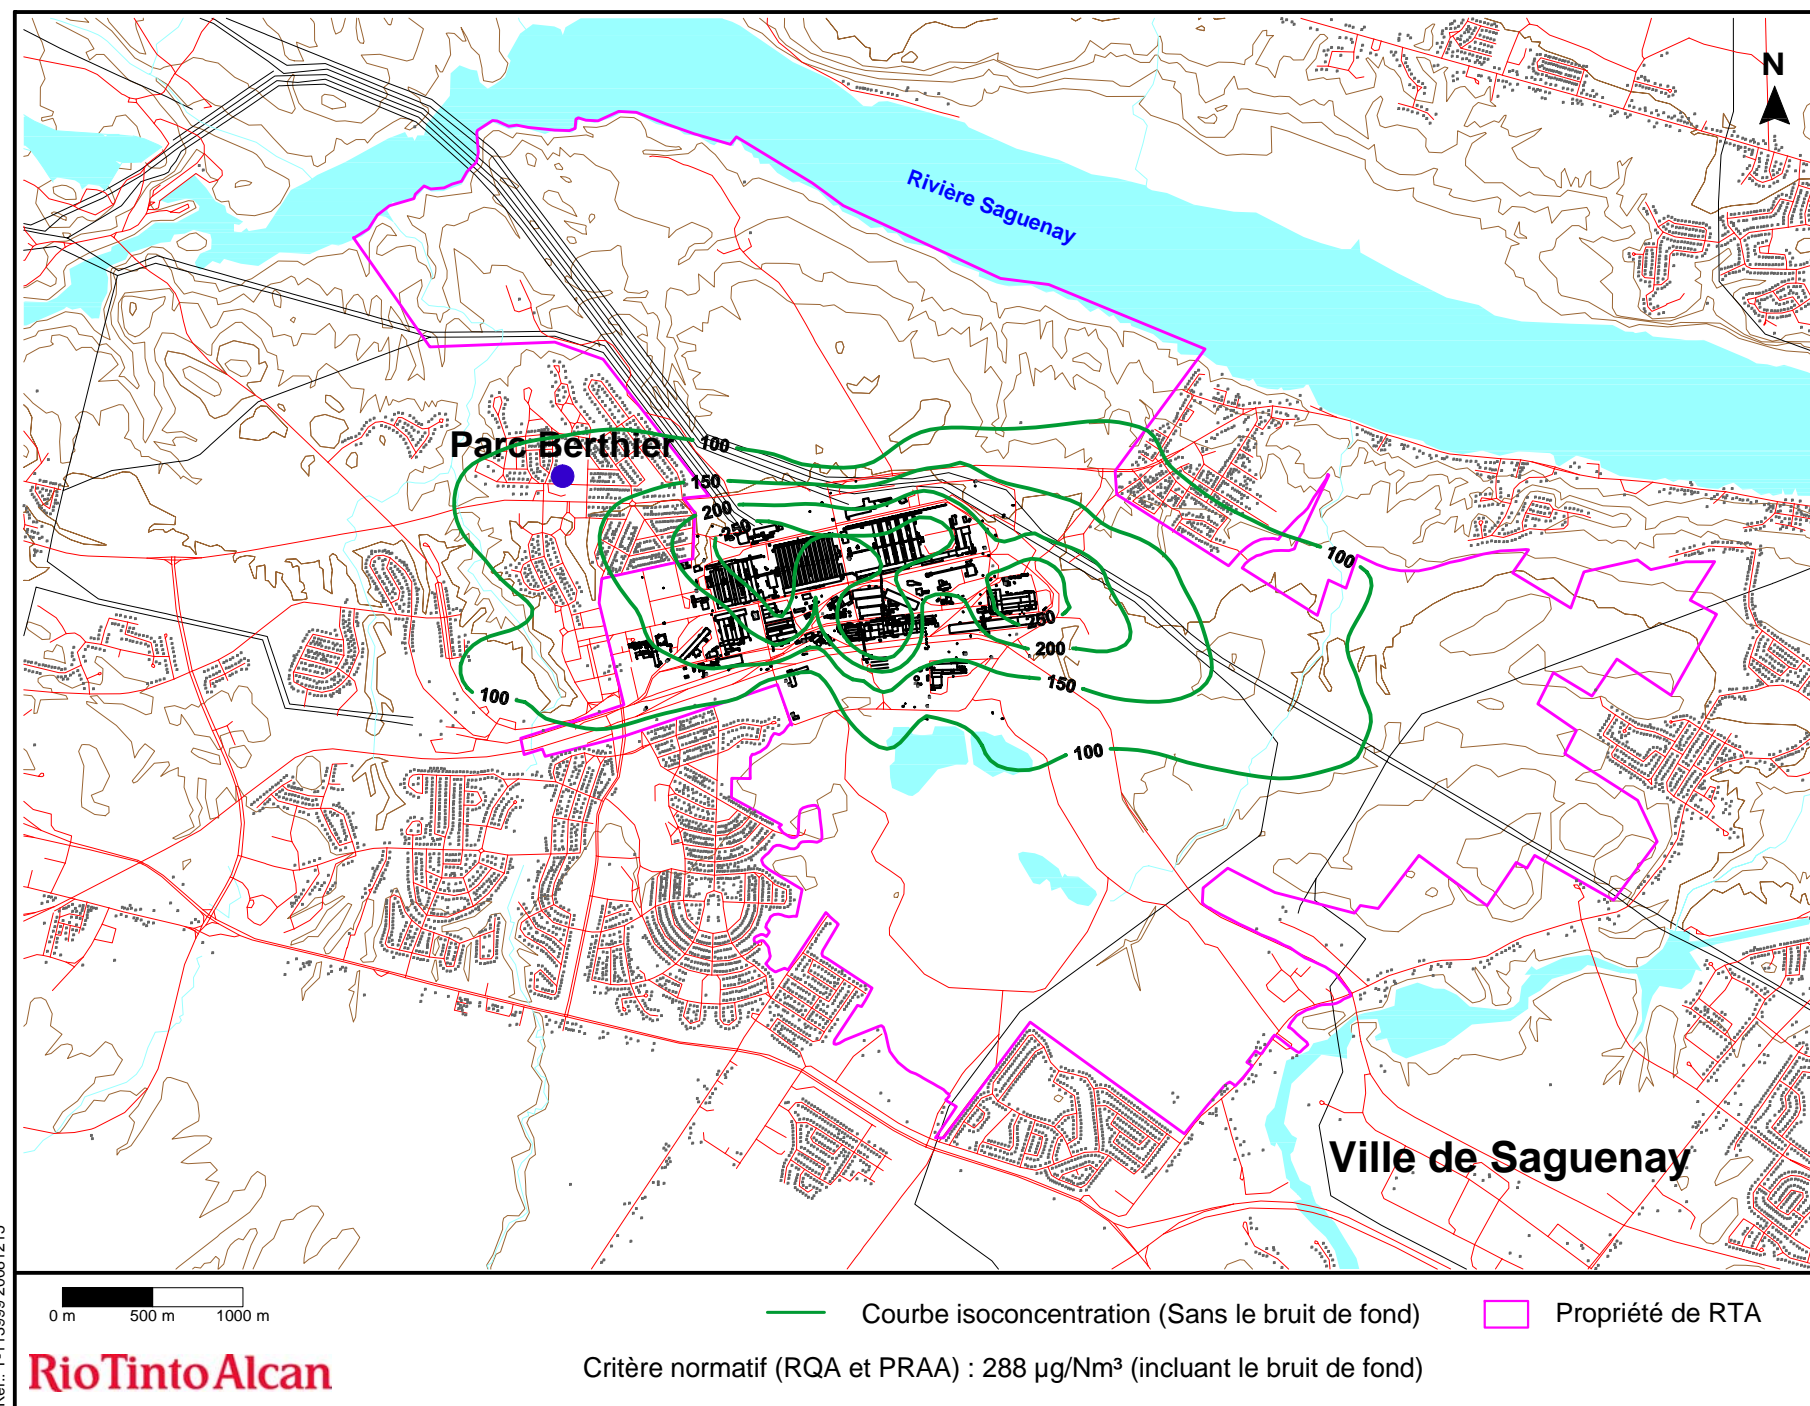 N
Rivière Saguenay
Parc Berthier
100
150
200
250
100
250
200
150
100
100
Ville de Saguenay
0 m 500 m 1000 m
Courbe isoconcentration (Sans le bruit de fond)
Propriété de RTA
Critère normatif (RQA et PRAA) : 288 µg/Nm³ (incluant le bruit de fond)
RioTintoAlcan